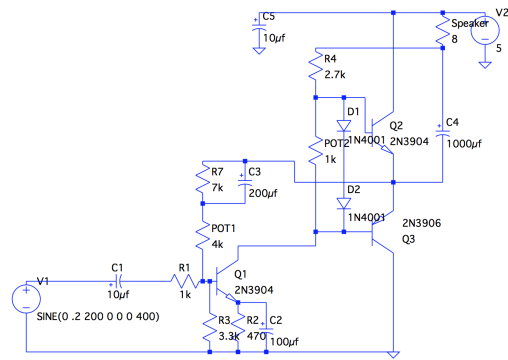 C5
10µf
Speaker
8
V2
5
R4
2.7k
D1
1N4001
Q2
2N3904
C4
1000µf
POT2
1k
R7
7k
C3
200µf
D2
1N4001
2N3906
Q3
POT1
4k
V1
C1
10µf
R1
1k
Q1
2N3904
SINE(0 .2 200 0 0 0 400)
R3
3.3k
R2
470
C2
100µf